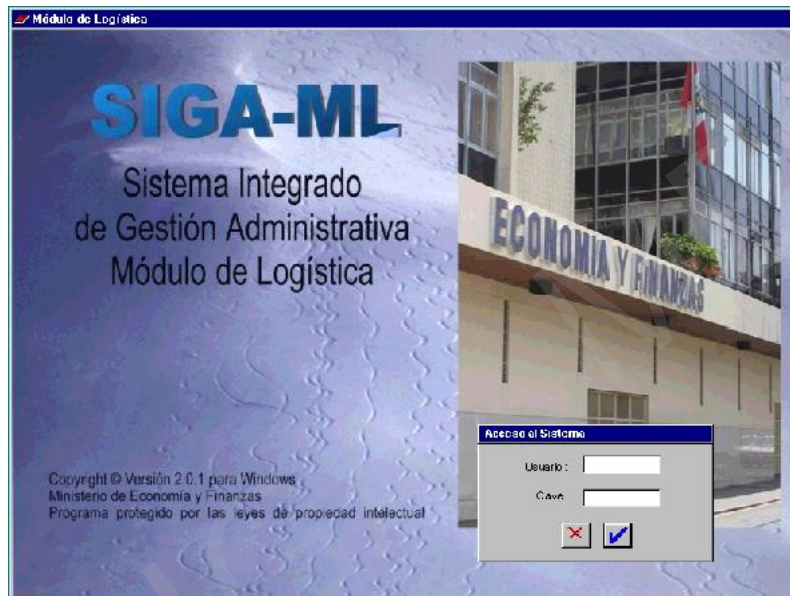 Módulo de Logística
SIGA-ML
Sistema Integrado
de Gestión Administrativa
Módulo de Logística
ECONOMIA Y FINANZAS
Acceso al Sistema
Usuario :
Clave
Copyright © Versión 2.0.1 para Windows
Ministerio de Economía y Finanzas
Programa protegido por las leyes de propiedad intelectual